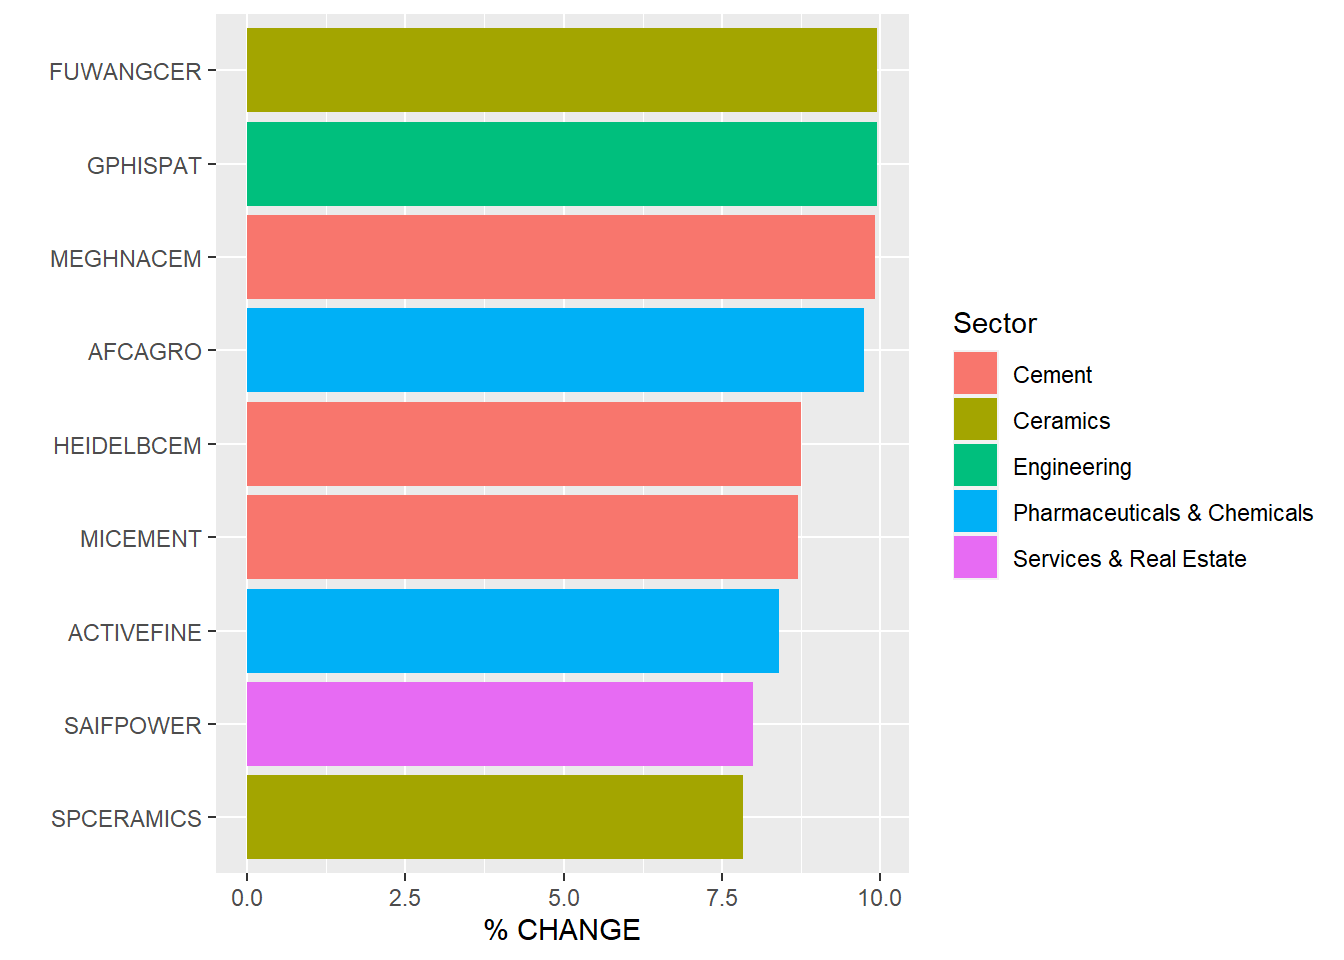 FUWANGCER
GPHISPAT
MEGHNACEM
AFCAGRO
HEIDELBCEM
MICEMENT
ACTIVEFINE
SAIFPOWER
SPCERAMICS
0.0 2.5 5.0 7.5 10.0
% CHANGE
Sector
Cement
Ceramics
Engineering
Pharmaceuticals & Chemicals
Services & Real Estate